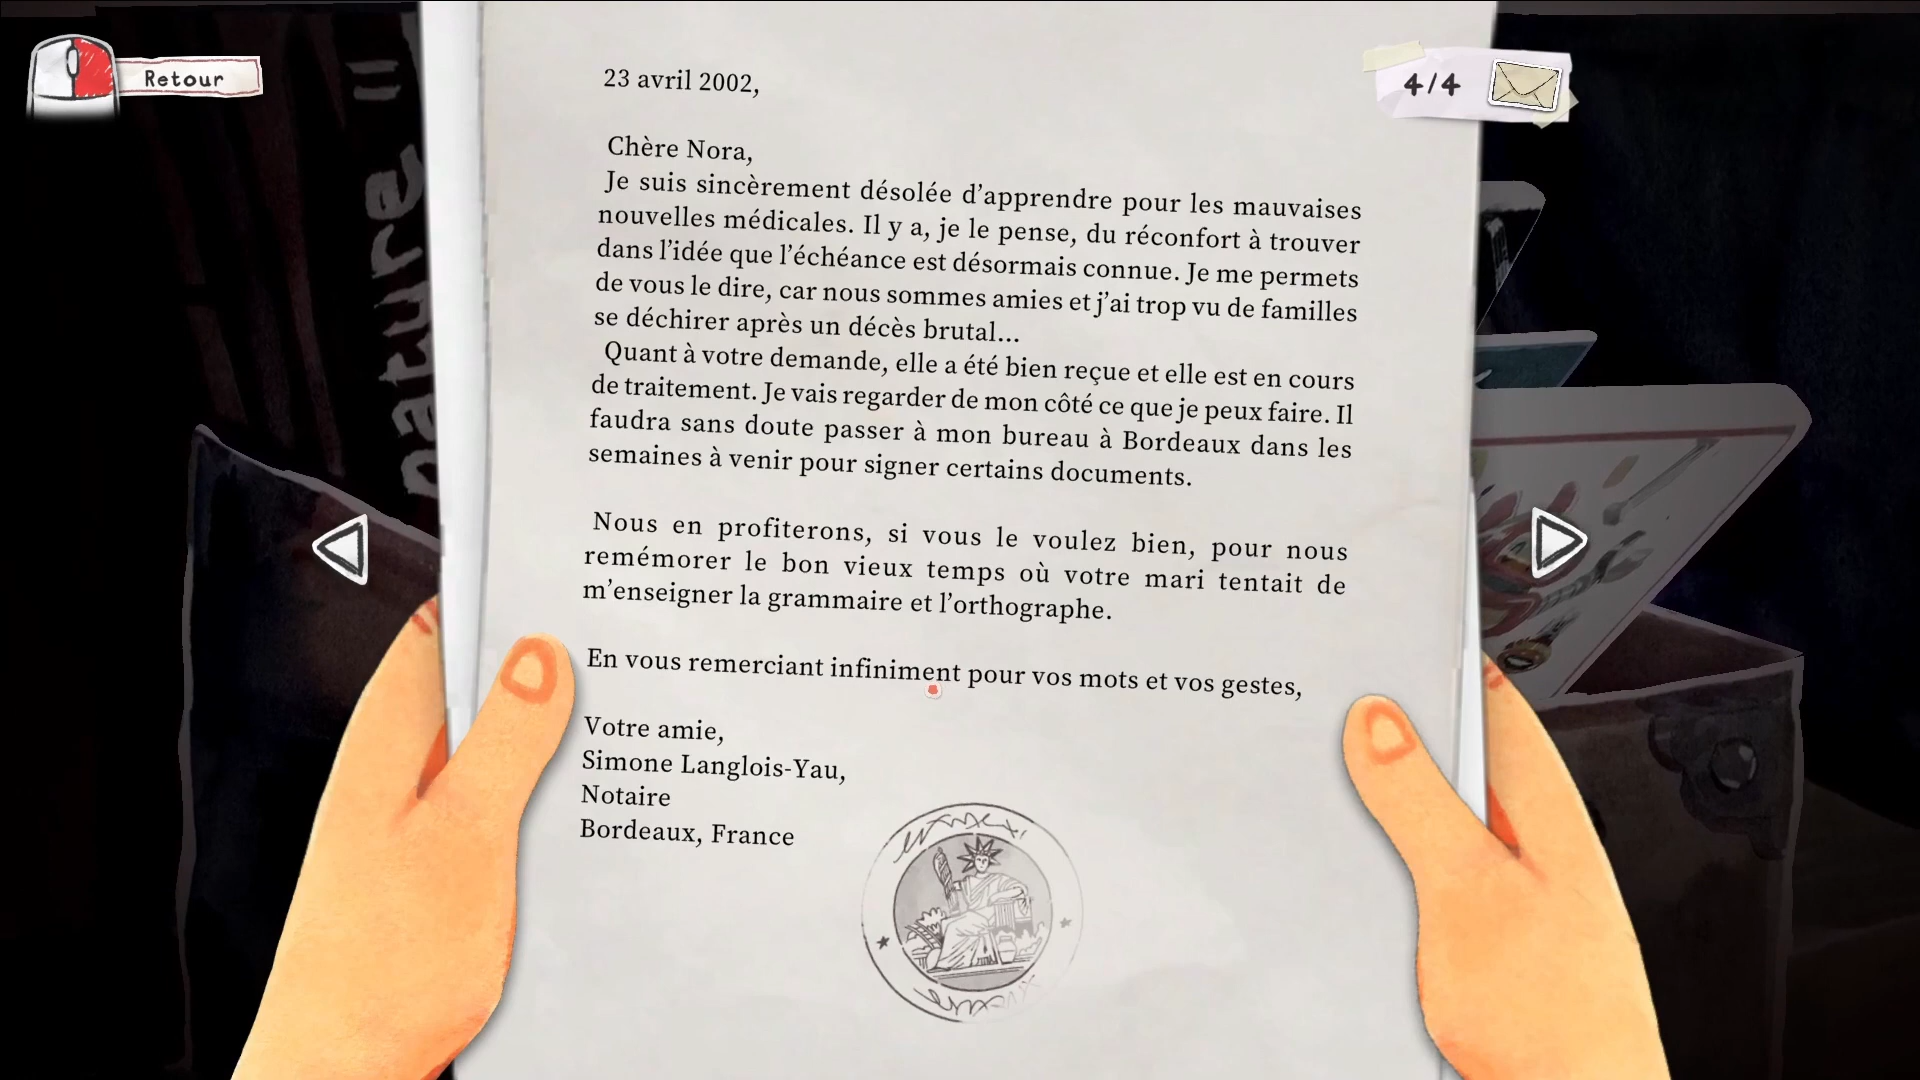 Retour
4/4
23 avril 2002,
Chère Nora,
Je suis sincèrement désolée d'apprendre pour les mauvaises
nouvelles médicales. Il y a, je le pense, du réconfort à trouver
dans l'idée que l'échéance est désormais connue. Je me permets
de vous le dire, car nous sommes amies et j'ai trop vu de familles
se déchirer après un décès brutal...
Quant à votre demande, elle a été bien reçue et elle est en cours
de traitement. Je vais regarder de mon côté ce que je peux faire. Il
faudra sans doute passer à mon bureau à Bordeaux dans les
semaines à venir pour signer certains documents.
Nous en profiterons, si vous le voulez bien, pour nous
remémorer le bon vieux temps où votre mari tentait de
m'enseigner la grammaire et l'orthographe.
En vous remerciant infiniment pour vos mots et vos gestes,
Votre amie,
Simone Langlois-Yau,
Notaire
Bordeaux, France